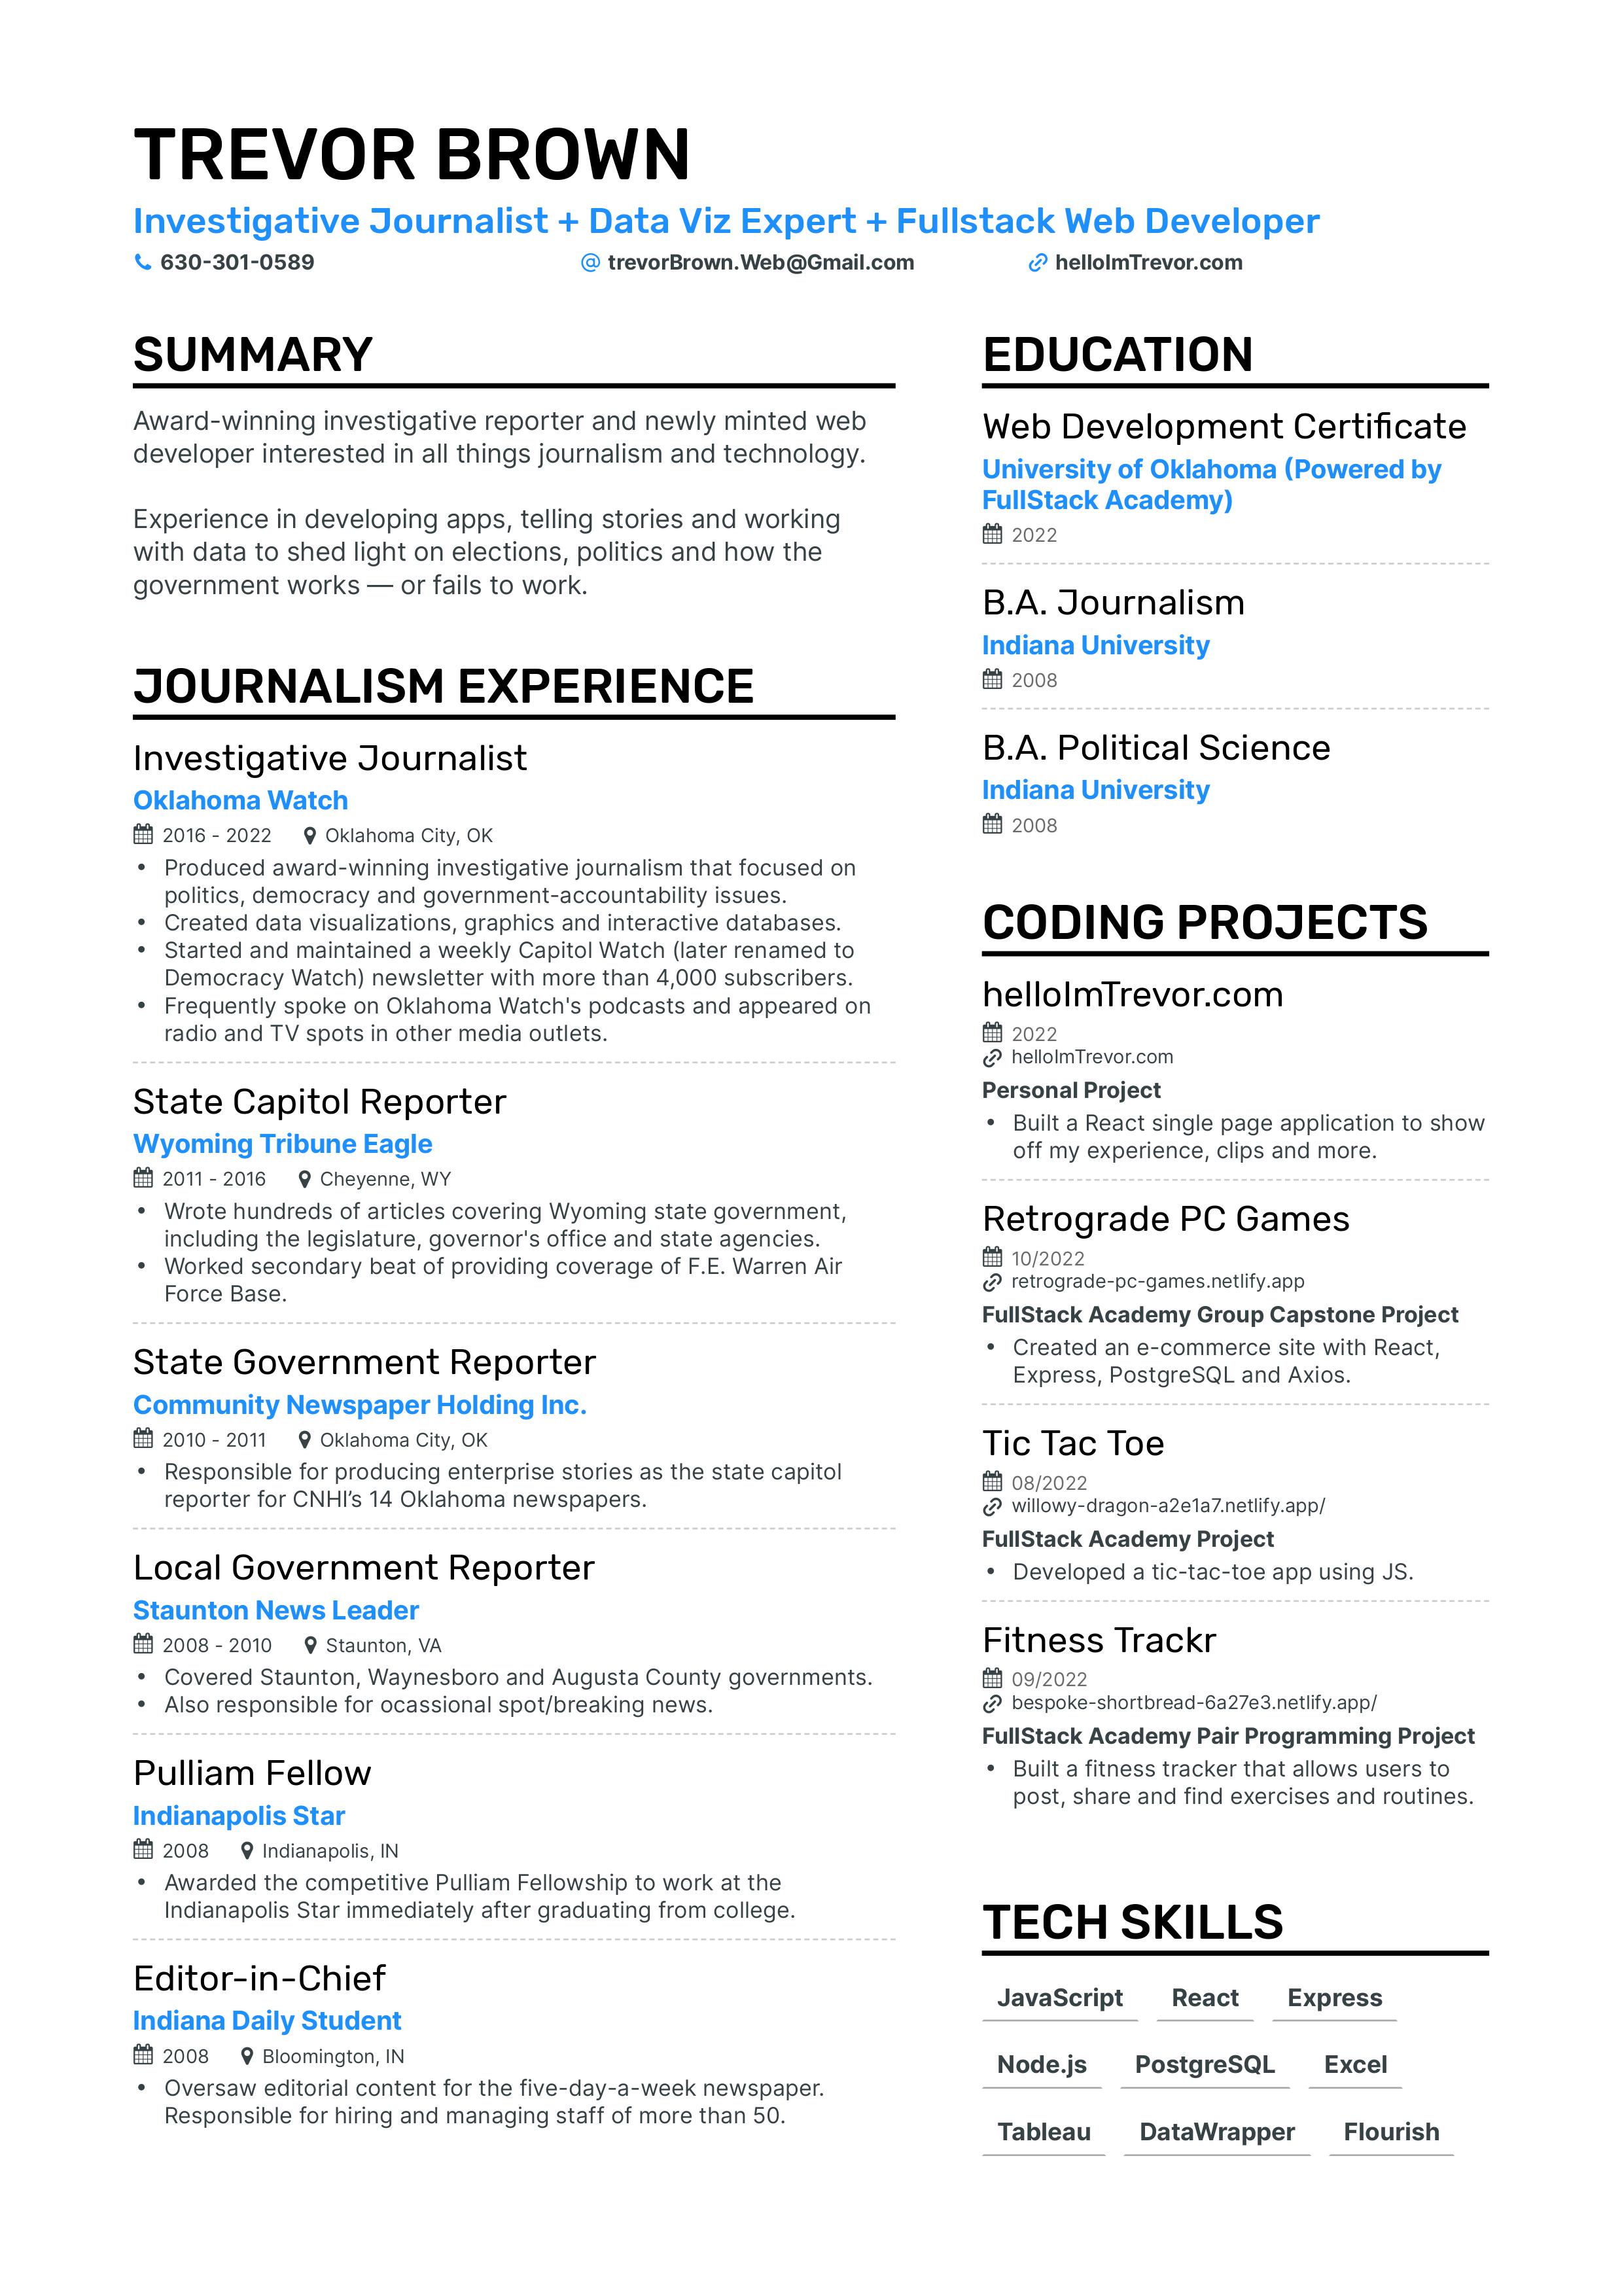 TREVOR BROWN
Investigative Journalist + Data Viz Expert + Fullstack Web Developer
630-301-0589
trevorBrown.Web@Gmail.com
helloImTrevor.com
SUMMARY
Award-winning investigative reporter and newly minted web
developer interested in all things journalism and technology.
Experience in developing apps, telling stories and working
with data to shed light on elections, politics and how the
government works — or fails to work.
JOURNALISM EXPERIENCE
Investigative Journalist
Oklahoma Watch
2016 - 2022 Oklahoma City, OK
• Produced award-winning investigative journalism that focused on
politics, democracy and government-accountability issues.
• Created data visualizations, graphics and interactive databases.
• Started and maintained a weekly Capitol Watch (later renamed to
Democracy Watch) newsletter with more than 4,000 subscribers.
• Frequently spoke on Oklahoma Watch's podcasts and appeared on
radio and TV spots in other media outlets.
State Capitol Reporter
Wyoming Tribune Eagle
2011 - 2016 Cheyenne, WY
• Wrote hundreds of articles covering Wyoming state government,
including the legislature, governor's office and state agencies.
• Worked secondary beat of providing coverage of F.E. Warren Air
Force Base.
State Government Reporter
Community Newspaper Holding Inc.
2010 - 2011 Oklahoma City, OK
• Responsible for producing enterprise stories as the state capitol
reporter for CNHI’s 14 Oklahoma newspapers.
Local Government Reporter
Staunton News Leader
2008 - 2010 Staunton, VA
• Covered Staunton, Waynesboro and Augusta County governments.
• Also responsible for ocassional spot/breaking news.
Pulliam Fellow
Indianapolis Star
2008 Indianapolis, IN
• Awarded the competitive Pulliam Fellowship to work at the
Indianapolis Star immediately after graduating from college.
Editor-in-Chief
Indiana Daily Student
2008 Bloomington, IN
• Oversaw editorial content for the five-day-a-week newspaper.
Responsible for hiring and managing staff of more than 50.
EDUCATION
Web Development Certificate
University of Oklahoma (Powered by
FullStack Academy)
2022
B.A. Journalism
Indiana University
2008
B.A. Political Science
Indiana University
2008
CODING PROJECTS
helloImTrevor.com
2022
helloImTrevor.com
Personal Project
• Built a React single page application to show
off my experience, clips and more.
Retrograde PC Games
10/2022
retrograde-pc-games.netlify.app
FullStack Academy Group Capstone Project
• Created an e-commerce site with React,
Express, PostgreSQL and Axios.
Tic Tac Toe
08/2022
willowy-dragon-a2e1a7.netlify.app/
FullStack Academy Project
• Developed a tic-tac-toe app using JS.
Fitness Trackr
09/2022
bespoke-shortbread-6a27e3.netlify.app/
FullStack Academy Pair Programming Project
• Built a fitness tracker that allows users to
post, share and find exercises and routines.
TECH SKILLS
JavaScript React Express
Node.js PostgreSQL Excel
Tableau DataWrapper Flourish